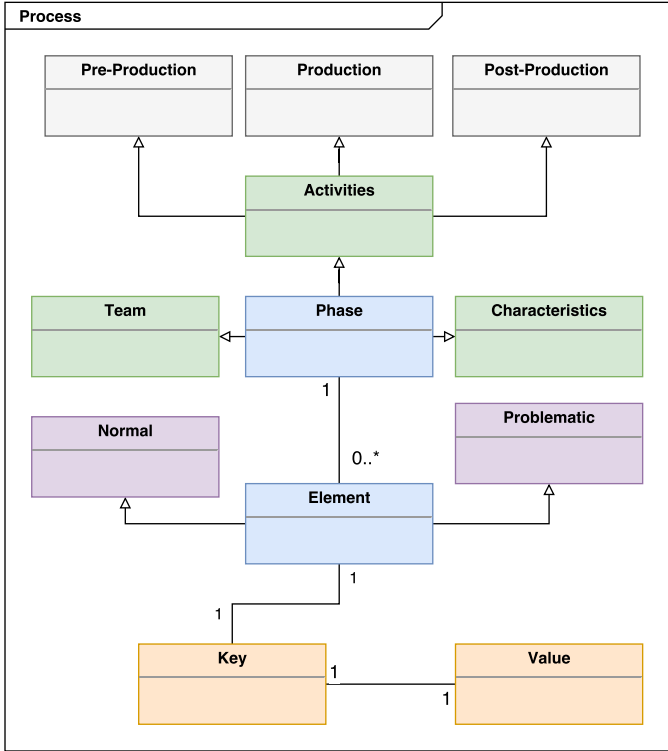 Process
Pre-Production
Production
Post-Production
Activities
Team
Phase
Characteristics
1
Normal
Problematic
0..*
Element
1
1
Key
Value
1
1